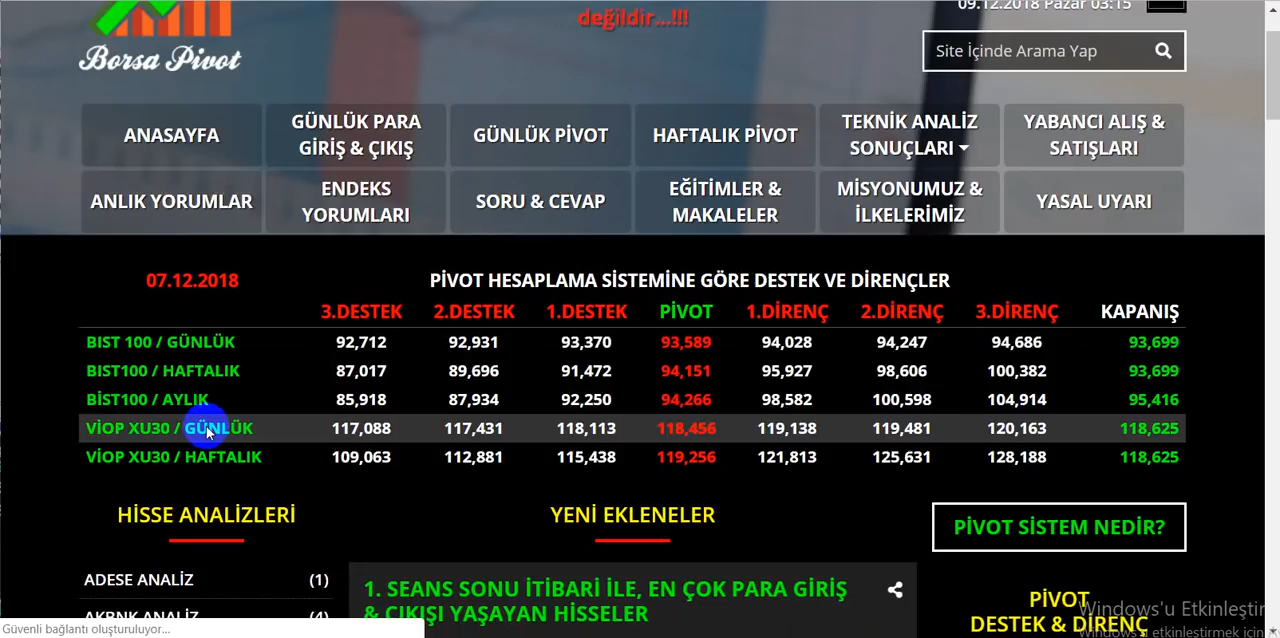 değildir...!!!
09.12.2018 Pazar 03:15
Borsa Pivot
Site İçinde Arama Yap
ANASAYFA
GÜNLÜK PARA
GİRİŞ & ÇIKIŞ
GÜNLÜK PİVOT
HAFTALIK PİVOT
TEKNİK ANALİZ
SONUÇLARI
YABANCI ALIŞ &
SATIŞLARI
ANLIK YORUMLAR
ENDEKS
YORUMLARI
SORU & CEVAP
EĞİTİMLER &
MAKALELER
MİSYONUMUZ &
İLKELERİMİZ
YASAL UYARI
07.12.2018 PİVOT HESAPLAMA SİSTEMİNE GÖRE DESTEK VE DİRENÇLER
3.DESTEK 2.DESTEK 1.DESTEK PİVOT 1.DİRENÇ 2.DİRENÇ 3.DİRENÇ KAPANIŞ
BIST 100 / GÜNLÜK 92,712 92,931 93,370 93,589 94,028 94,247 94,686 93,699
BIST100 / HAFTALIK 87,017 89,696 91,472 94,151 95,927 98,606 100,382 93,699
BİST100 / AYLIK 85,918 87,934 92,250 94,266 98,582 100,598 104,914 95,416
VİOP XU30 / GÜNLÜK 117,088 117,431 118,113 118,456 119,138 119,481 120,163 118,625
VİOP XU30 / HAFTALIK 109,063 112,881 115,438 119,256 121,813 125,631 128,188 118,625
HİSSE ANALİZLERİ
YENİ EKLENELER
PİVOT SİSTEM NEDİR?
ADESE ANALİZ (1)
AKBNK ANALİZ (4)
1. SEANS SONU İTİBARİ İLE, EN ÇOK PARA GİRİŞ
& ÇIKIŞI YAŞAYAN HİSSELER
PİVOT
DESTEK & DİRENÇ
Windows'u Etkinleştir
Windows'u etkinleştirmek için
Güvenli bağlantı oluşturuluyor...